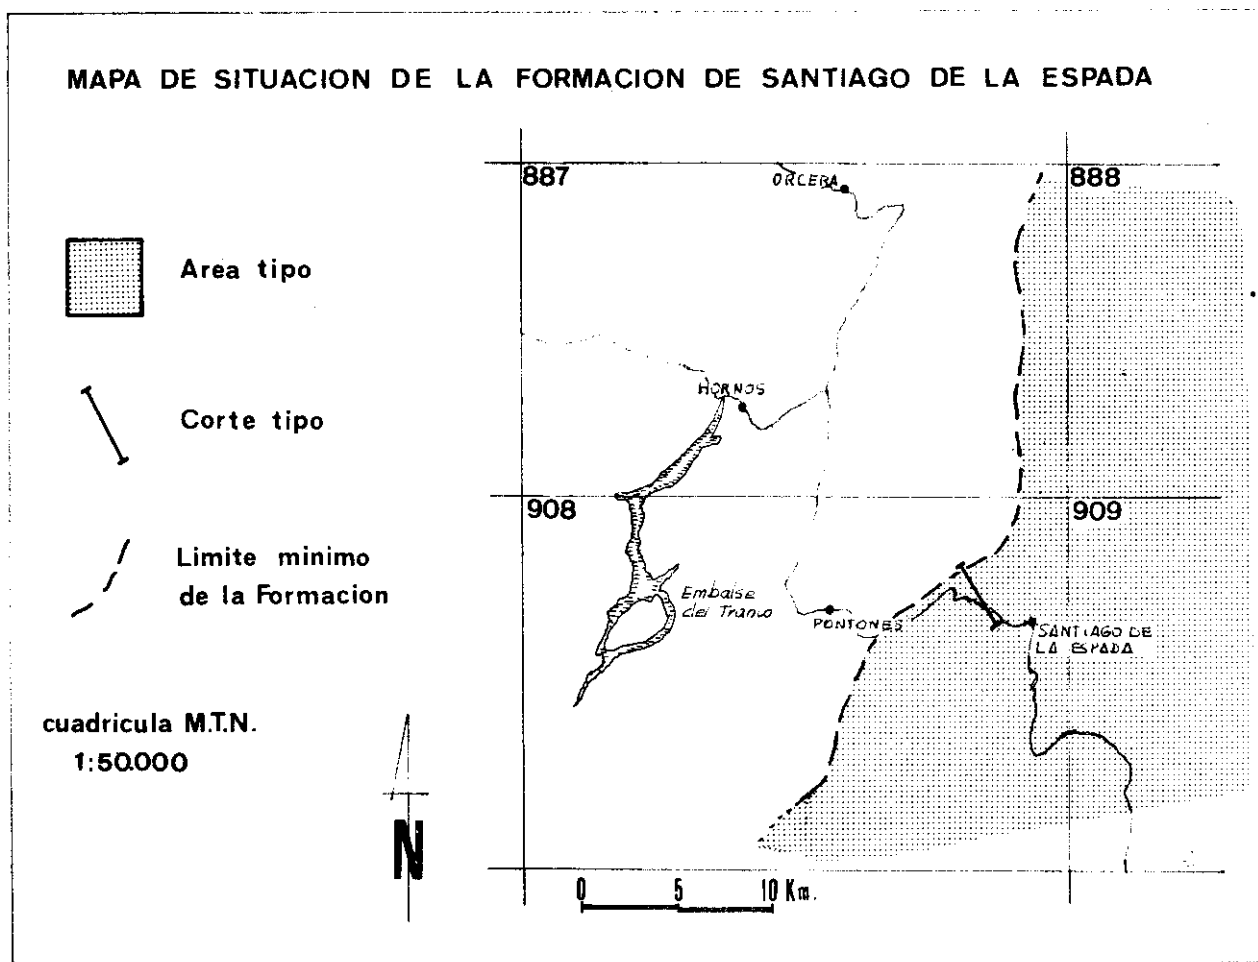 MAPA DE SITUACION DE LA FORMACION DE SANTIAGO DE LA ESPADA
887
ORCERA
888
Area tipo
HORNOS
Corte tipo
908
909
Limite minimo
de la Formacion
Embalse
del Tranco
PONTONES
SANTIAGO DE
LA ESPADA
cuadricula M.T.N.
1:50.000
N
0 5 10 Km.